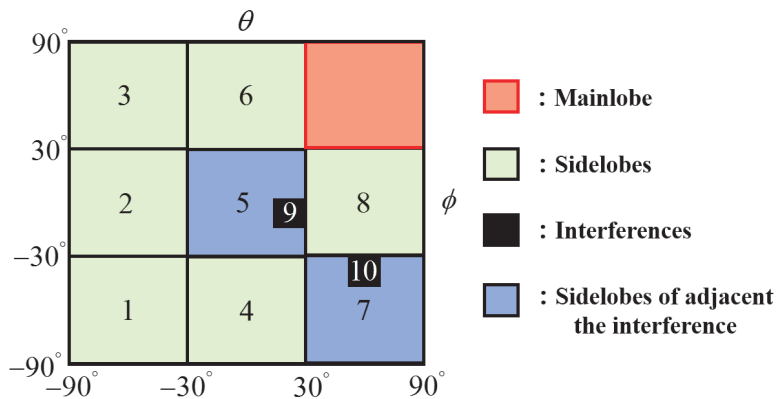 θ
90°
3 6
: Mainlobe
30°
: Sidelobes
2 5 9 8 ϕ
: Interferences
−30°
10
1 4 7
: Sidelobes of adjacent
the interference
−90°
−90° −30° 30° 90°